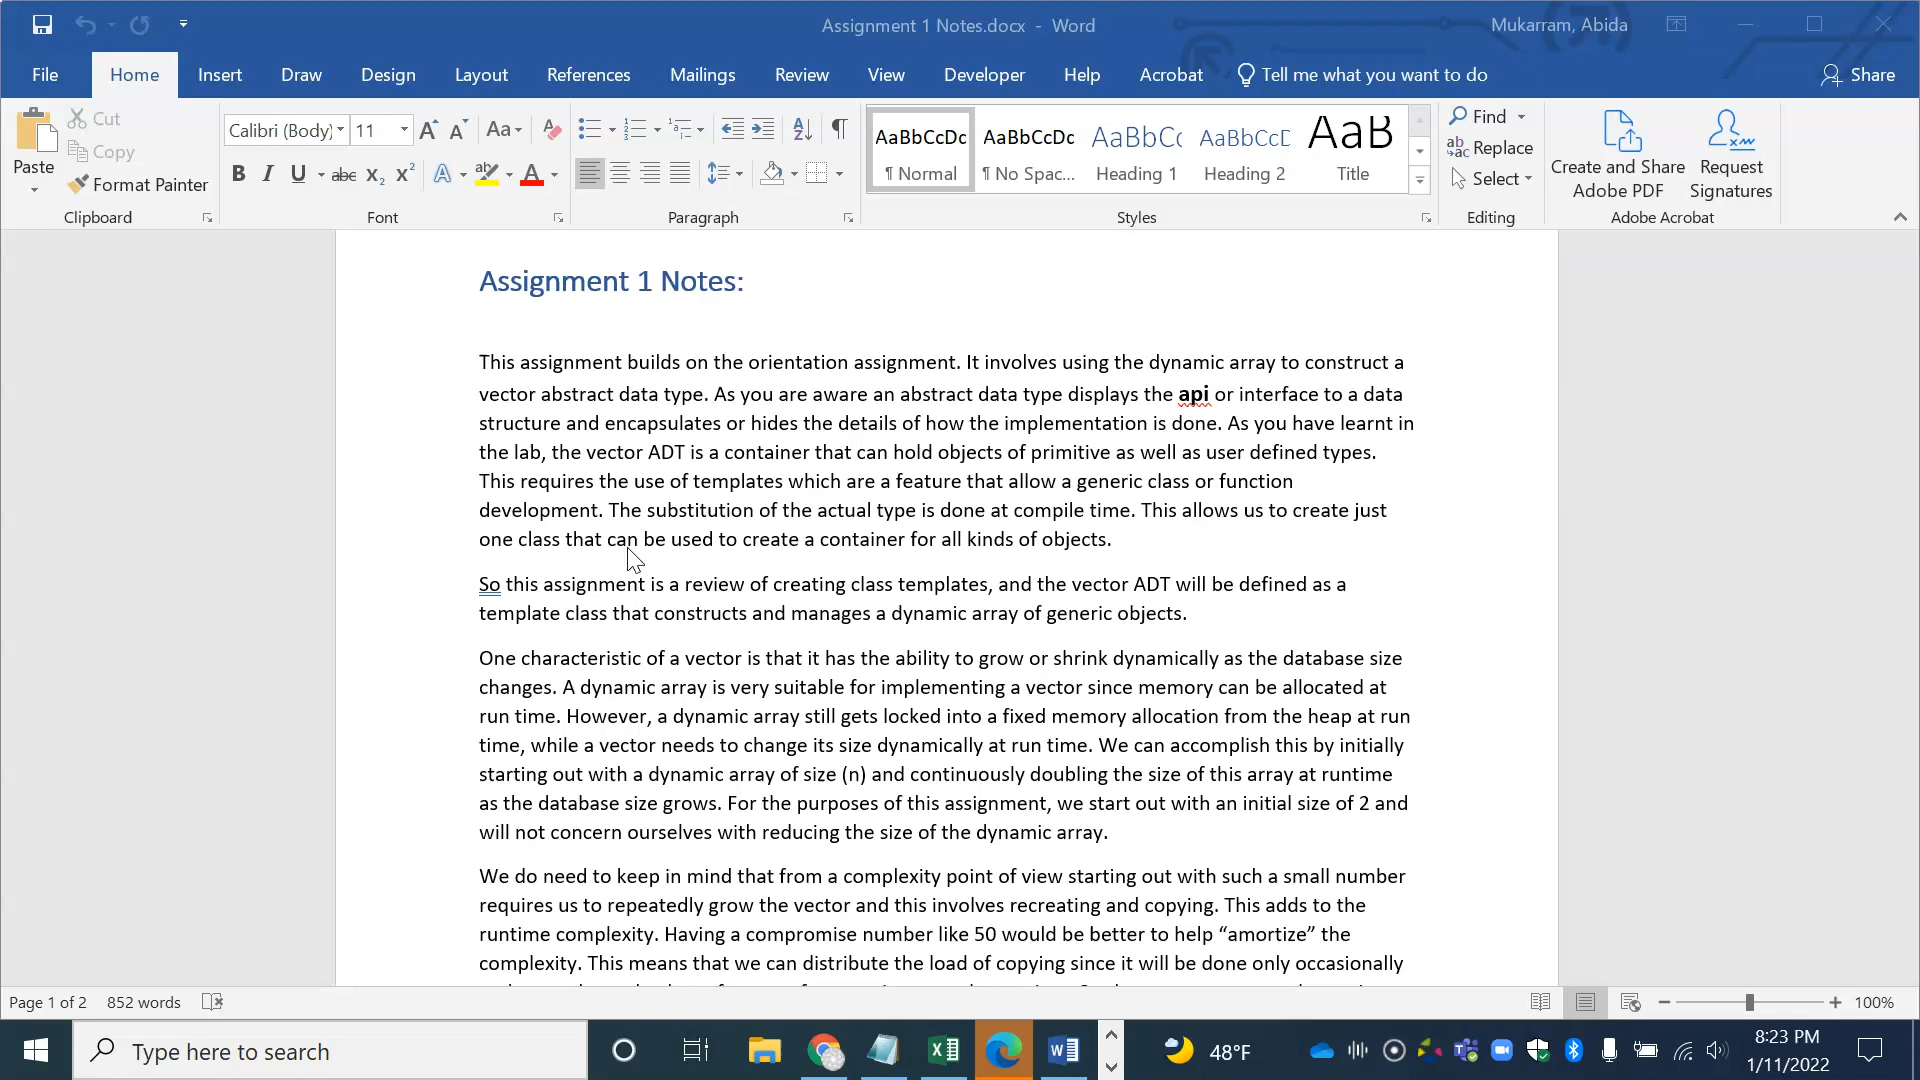 Assignment 1 Notes.docx - Word
Mukarram, Abida
File Home Insert Draw Design Layout References Mailings Review View Developer Help Acrobat Tell me what you want to do Share
Paste
Cut
Copy
Format Painter
Clipboard
Calibri (Body) 11
Font
Paragraph
AaBbCcDc AaBbCcDc AaBbCc AaBbCcD AaB
¶ Normal ¶ No Spac... Heading 1 Heading 2 Title
Styles
Find
Replace
Select
Editing
Create and Share
Adobe PDF
Request
Signatures
Adobe Acrobat
Assignment 1 Notes:
This assignment builds on the orientation assignment. It involves using the dynamic array to construct a
vector abstract data type. As you are aware an abstract data type displays the api or interface to a data
structure and encapsulates or hides the details of how the implementation is done. As you have learnt in
the lab, the vector ADT is a container that can hold objects of primitive as well as user defined types.
This requires the use of templates which are a feature that allow a generic class or function
development. The substitution of the actual type is done at compile time. This allows us to create just
one class that can be used to create a container for all kinds of objects.
So this assignment is a review of creating class templates, and the vector ADT will be defined as a
template class that constructs and manages a dynamic array of generic objects.
One characteristic of a vector is that it has the ability to grow or shrink dynamically as the database size
changes. A dynamic array is very suitable for implementing a vector since memory can be allocated at
run time. However, a dynamic array still gets locked into a fixed memory allocation from the heap at run
time, while a vector needs to change its size dynamically at run time. We can accomplish this by initially
starting out with a dynamic array of size (n) and continuously doubling the size of this array at runtime
as the database size grows. For the purposes of this assignment, we start out with an initial size of 2 and
will not concern ourselves with reducing the size of the dynamic array.
We do need to keep in mind that from a complexity point of view starting out with such a small number
requires us to repeatedly grow the vector and this involves recreating and copying. This adds to the
runtime complexity. Having a compromise number like 50 would be better to help “amortize” the
complexity. This means that we can distribute the load of copying since it will be done only occasionally
Page 1 of 2 852 words
100%
Type here to search
48°F
8:23 PM
1/11/2022